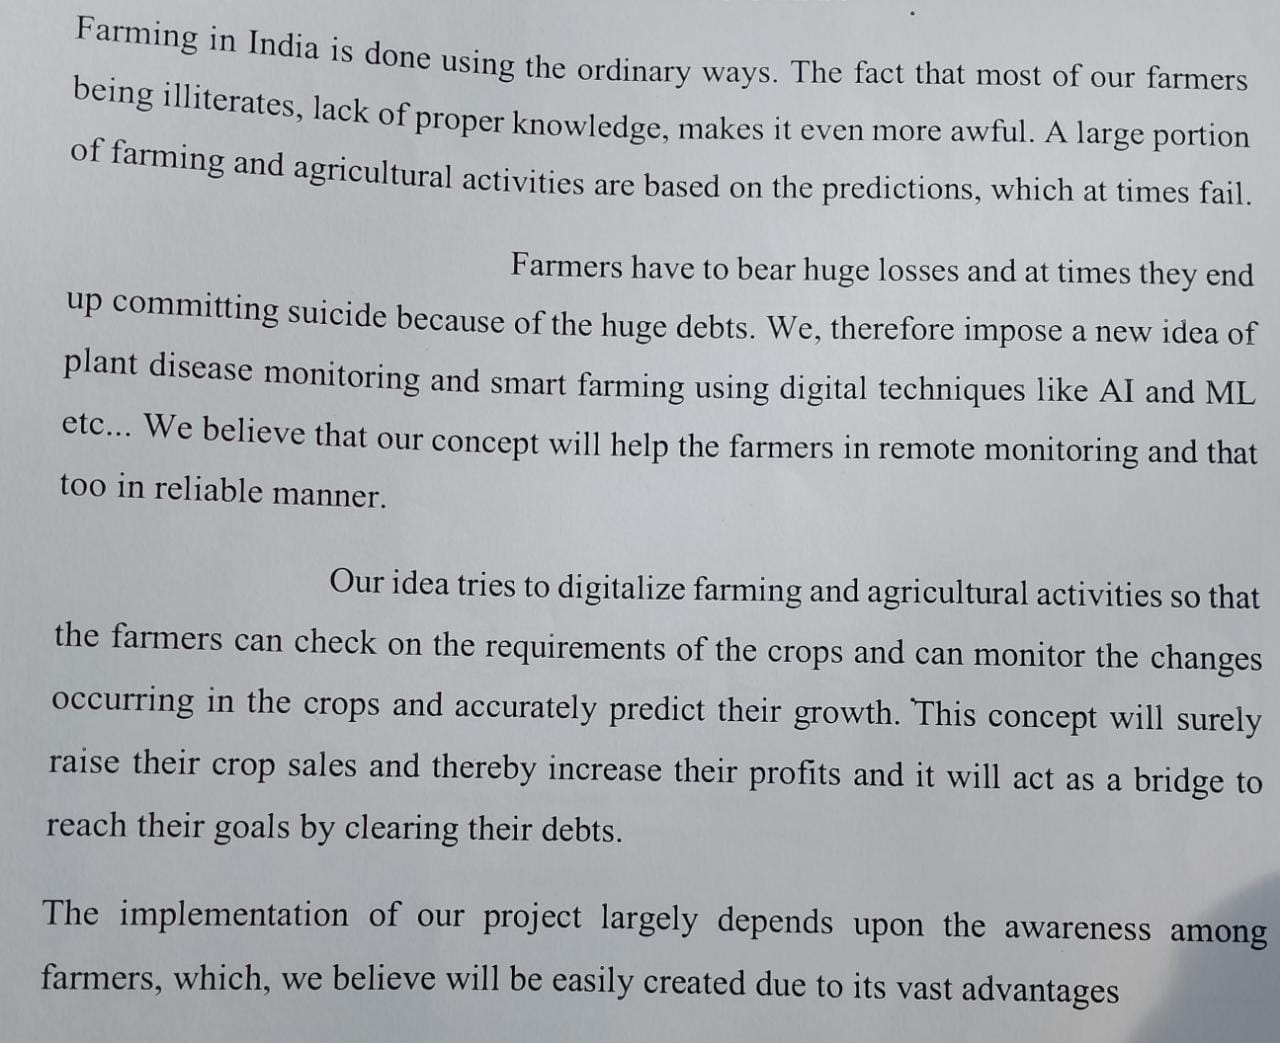 Farming in India is done using the ordinary ways. The fact that most of our farmers
being illiterates, lack of proper knowledge, makes it even more awful. A large portion
of farming and agricultural activities are based on the predictions, which at times fail.
Farmers have to bear huge losses and at times they end
up committing suicide because of the huge debts. We, therefore impose a new idea of
plant disease monitoring and smart farming using digital techniques like AI and ML
etc... We believe that our concept will help the farmers in remote monitoring and that
too in reliable manner.
Our idea tries to digitalize farming and agricultural activities so that
the farmers can check on the requirements of the crops and can monitor the changes
occurring in the crops and accurately predict their growth. This concept will surely
raise their crop sales and thereby increase their profits and it will act as a bridge to
reach their goals by clearing their debts.
The implementation of our project largely depends upon the awareness among
farmers, which, we believe will be easily created due to its vast advantages